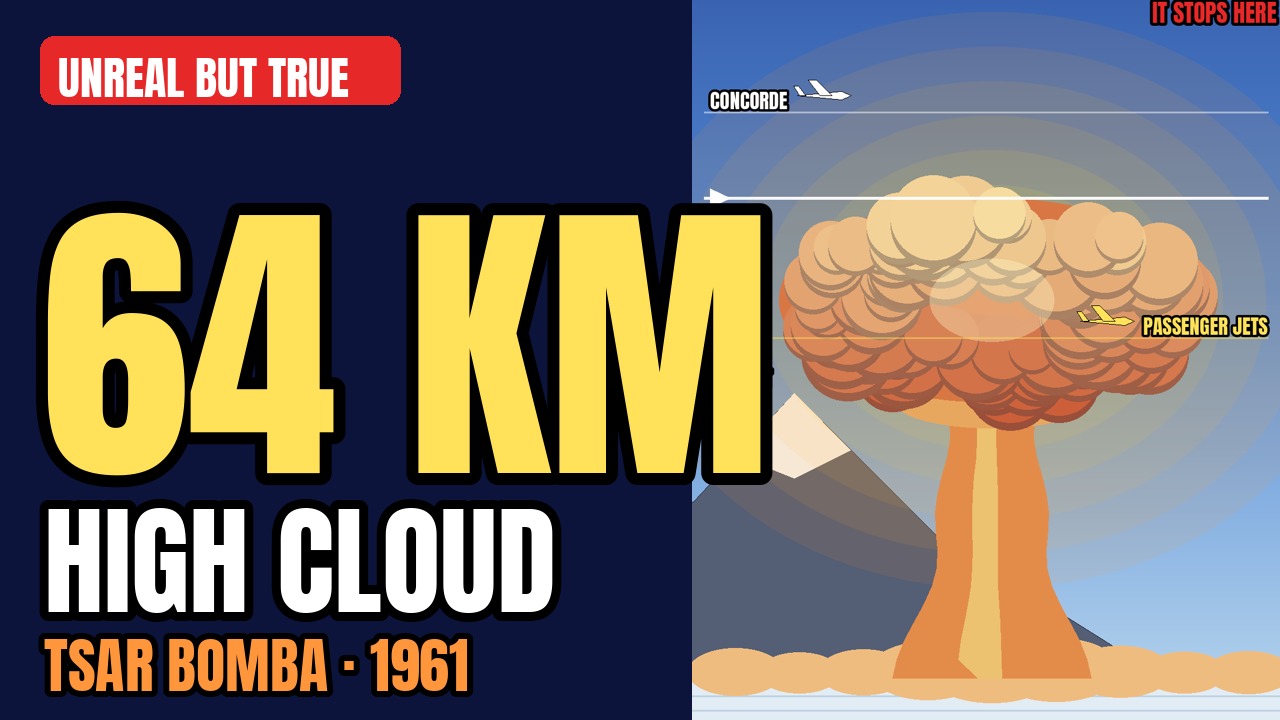 UNREAL BUT TRUE
64 KM
HIGH CLOUD
TSAR BOMBA · 1961
IT STOPS HERE
CONCORDE
PASSENGER JETS